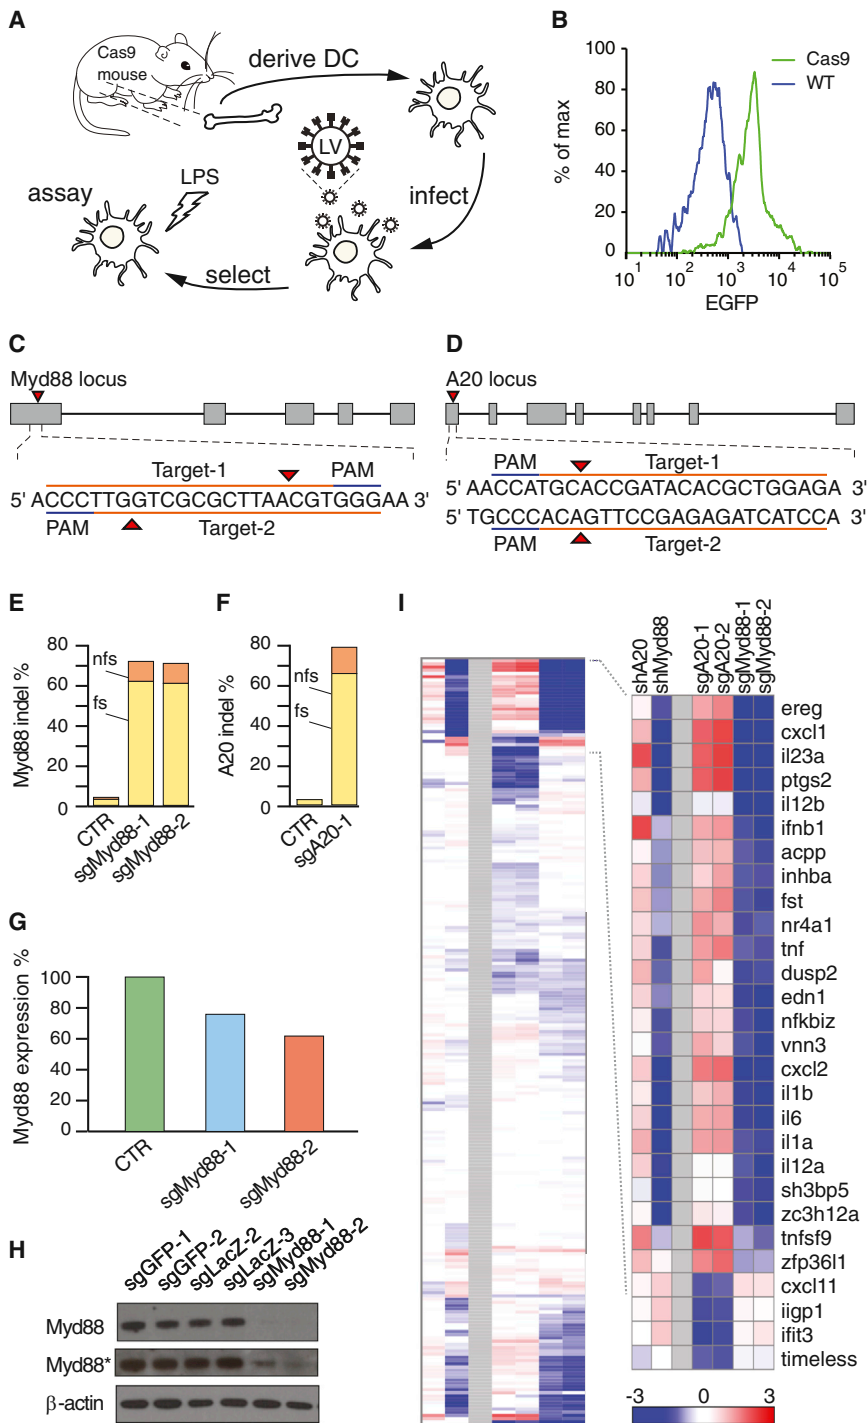 A
Cas9
mouse
derive DC
LV
infect
LPS
assay
select
B
% of max
100
80
60
40
20
0
Cas9
WT
10^1 10^2 10^3 10^4 10^5
EGFP
C
Myd88 locus
Target-1 PAM
5' ACCCTTGGTCGCGCTTAACGTGGGAA 3'
PAM Target-2
D
A20 locus
PAM Target-1
5' AACCATGCACCGATACACGCTGGAGA 3'
5' TGCCCACAGTTCCGAGAGATCATCCA 3'
PAM Target-2
E
Myd88 indel %
80
60
40
20
0
nfs
fs
CTR
sgMyd88-1
sgMyd88-2
F
A20 indel %
80
60
40
20
0
nfs
fs
CTR
sgA20-1
G
Myd88 expression %
100
80
60
40
20
0
CTR
sgMyd88-1
sgMyd88-2
H
sgGFP-1
sgGFP-2
sgLacZ-2
sgLacZ-3
sgMyd88-1
sgMyd88-2
Myd88
Myd88*
β-actin
I
shA20
shMyd88
sgA20-1
sgA20-2
sgMyd88-1
sgMyd88-2
ereg
cxcl1
il23a
ptgs2
il12b
ifnb1
acpp
inhba
fst
nr4a1
tnf
dusp2
edn1
nfkbiz
vnn3
cxcl2
il1b
il6
il1a
il12a
sh3bp5
zc3h12a
tnfsf9
zfp36l1
cxcl11
iigp1
ifit3
timeless
-3 0 3